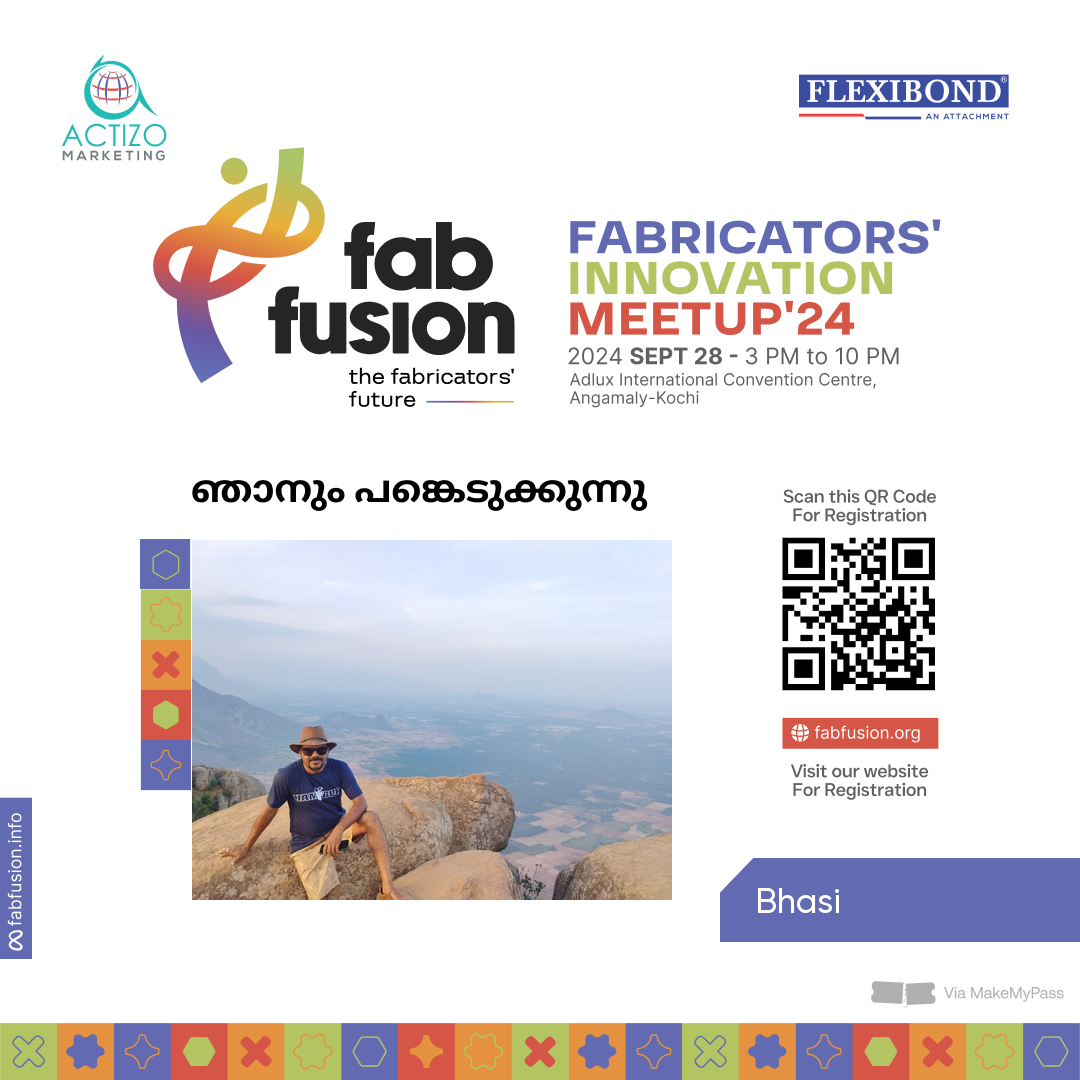 ACTIZO
MARKETING
FLEXIBOND®
AN ATTACHMENT
fab
fusion
the fabricators'
future
FABRICATORS'
INNOVATION
MEETUP'24
2024 SEPT 28 - 3 PM to 10 PM
Adlux International Convention Centre,
Angamaly-Kochi
ഞാനും പങ്കെടുക്കുന്നു
Scan this QR Code
For Registration
fabfusion.org
Visit our website
For Registration
fabfusion.info
Bhasi
Via MakeMyPass